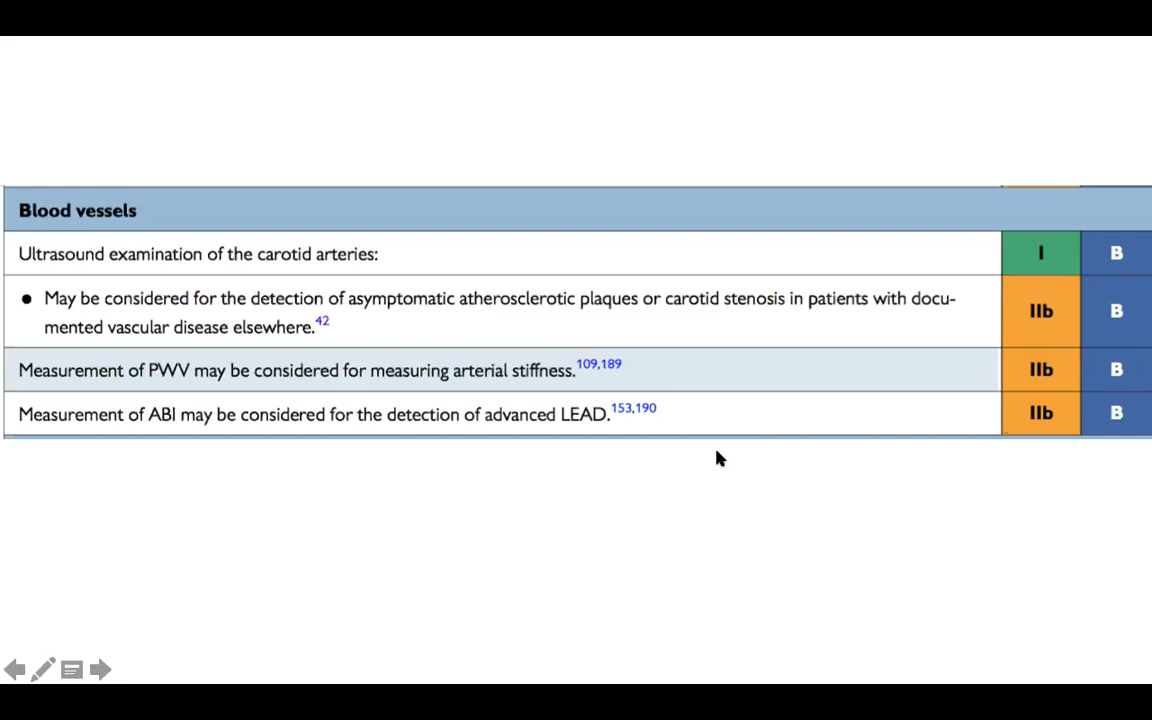 Blood vessels
Ultrasound examination of the carotid arteries: I B
● May be considered for the detection of asymptomatic atherosclerotic plaques or carotid stenosis in patients with docu-
mented vascular disease elsewhere.42 IIb B
Measurement of PWV may be considered for measuring arterial stiffness.109,189 IIb B
Measurement of ABI may be considered for the detection of advanced LEAD.153,190 IIb B